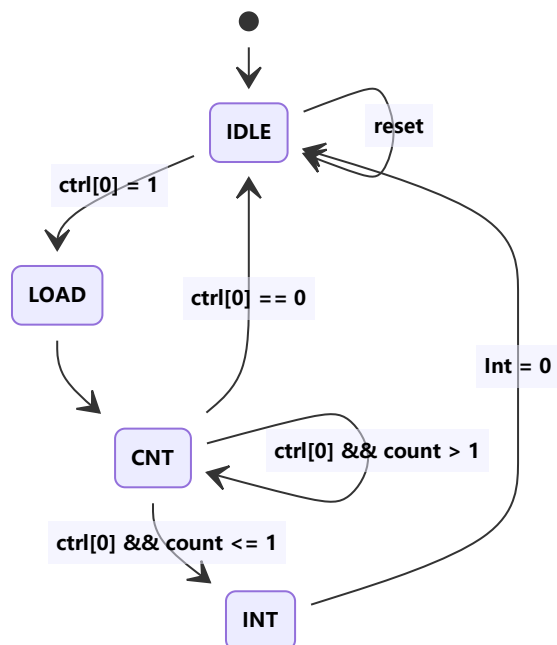 IDLE
reset
ctrl[0] = 1
LOAD
ctrl[0] == 0
Int = 0
CNT
ctrl[0] && count > 1
ctrl[0] && count <= 1
INT